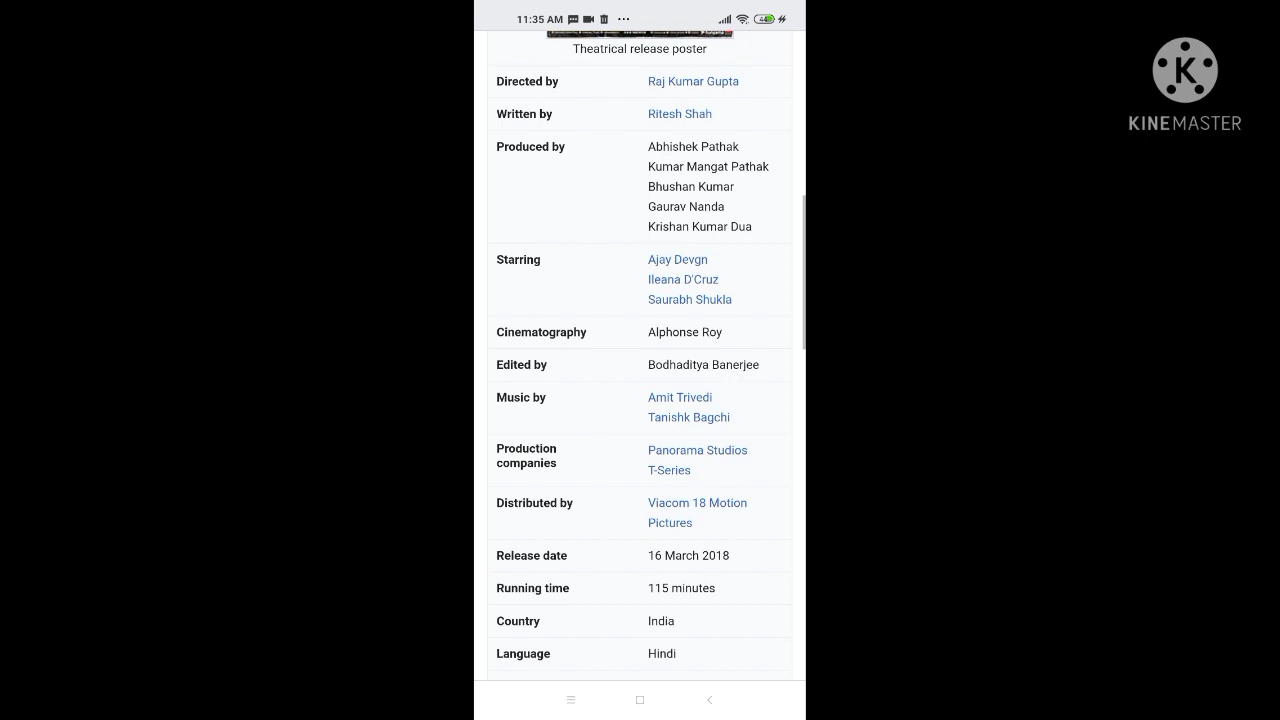 11:35 AM
44
KINEMASTER
K
Theatrical release poster
Directed by Raj Kumar Gupta
Written by Ritesh Shah
Produced by Abhishek Pathak
Kumar Mangat Pathak
Bhushan Kumar
Gaurav Nanda
Krishan Kumar Dua
Starring Ajay Devgn
Ileana D'Cruz
Saurabh Shukla
Cinematography Alphonse Roy
Edited by Bodhaditya Banerjee
Music by Amit Trivedi
Tanishk Bagchi
Production companies Panorama Studios
T-Series
Distributed by Viacom 18 Motion
Pictures
Release date 16 March 2018
Running time 115 minutes
Country India
Language Hindi